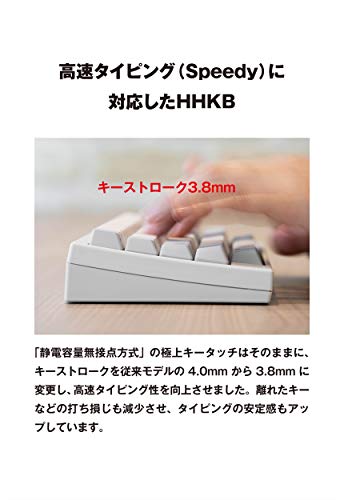 高速タイピング（Speedy）に
対応したHHKB
キーストローク3.8mm
「静電容量無接点方式」の極上キータッチはそのままに、
キーストロークを従来モデルの 4.0mm から 3.8mm に
変更し、高速タイピング性を向上させました。離れたキー
などの打ち損じも減少させ、タイピングの安定感もアッ
プしています。